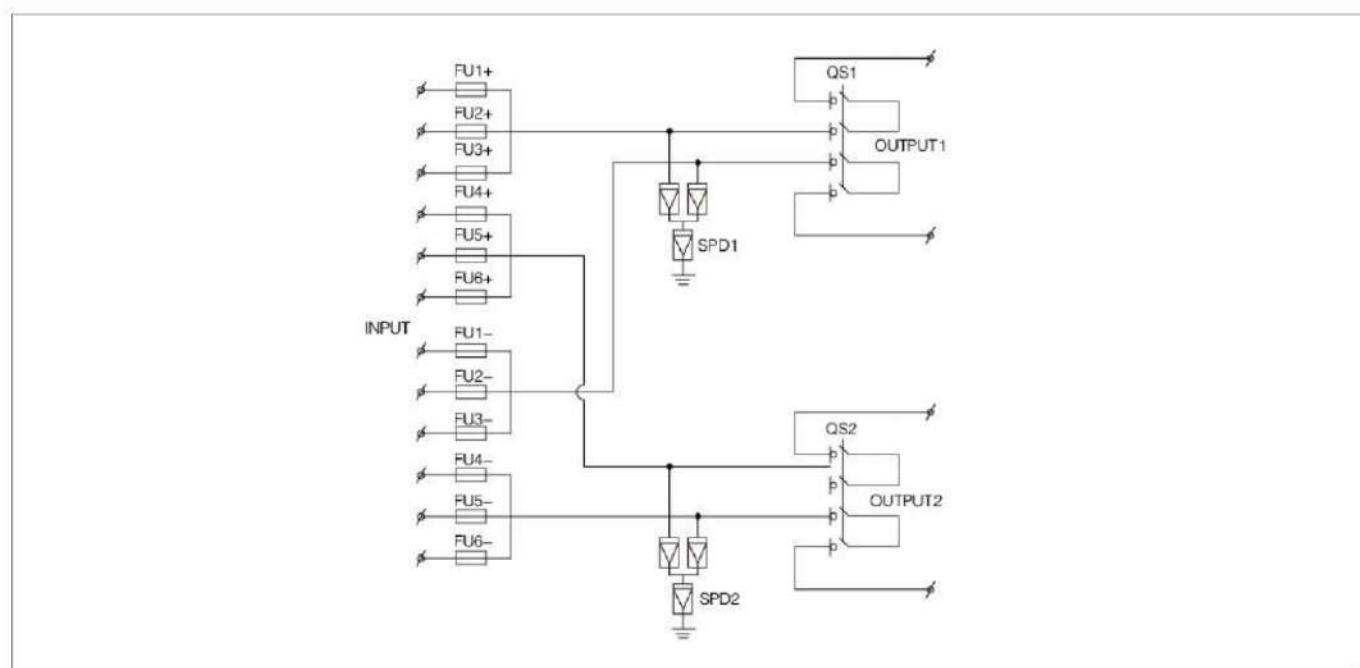 FU1+
FU2+
FU3+
FU4+
FU5+
FU6+
INPUT
FU1–
FU2–
FU3–
FU4–
FU5–
FU6–
SPD1
QS1
OUTPUT1
QS2
OUTPUT2
SPD2